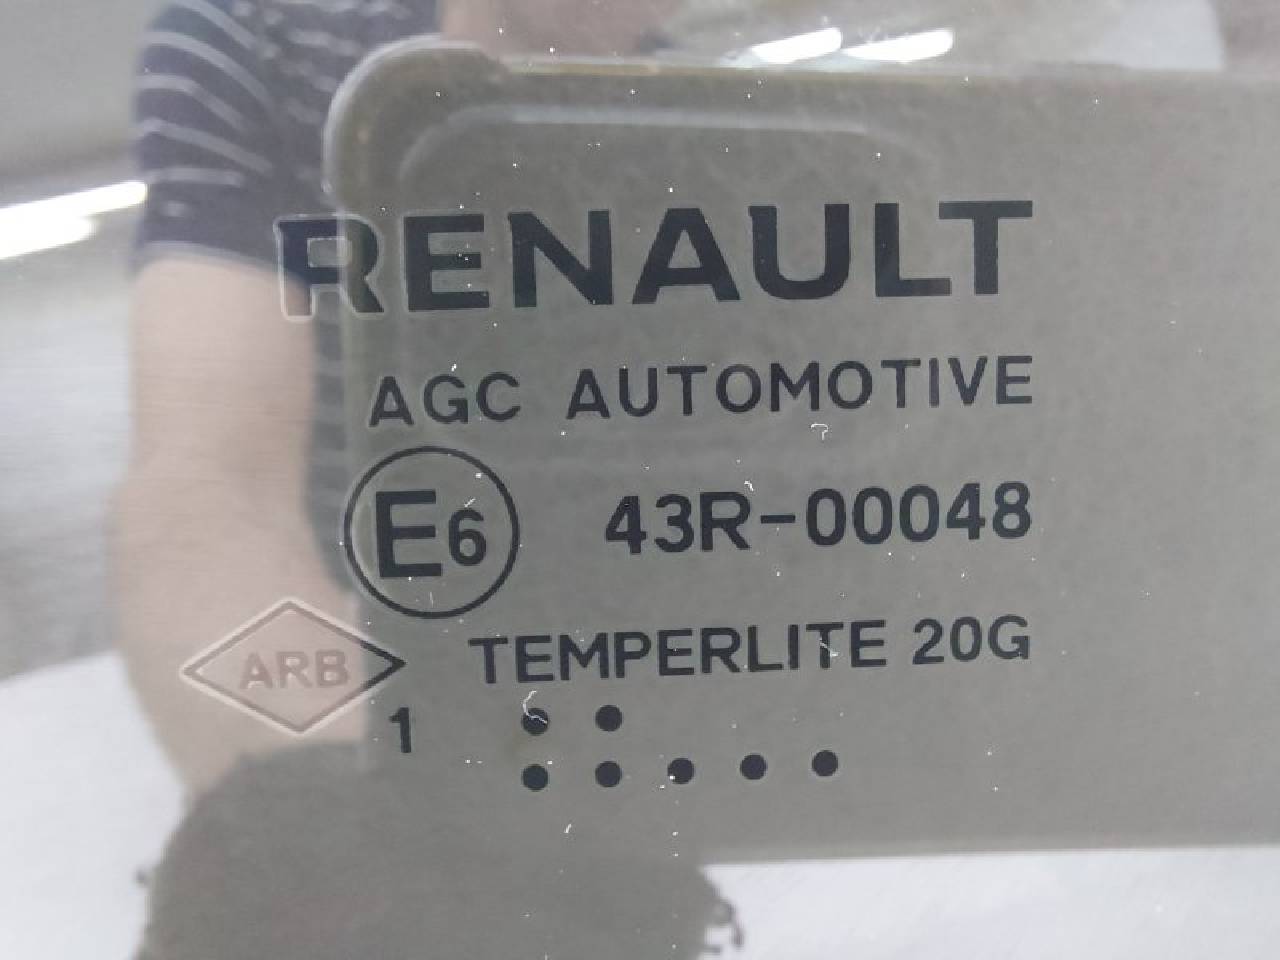 RENAULT
AGC AUTOMOTIVE
E6 43R-00048
ARB TEMPERLITE 20G
1